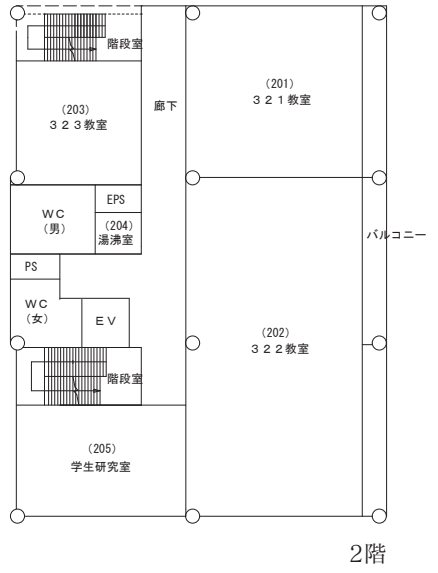 階段室
(201)
３２１教室
廊下
(203)
３２３教室
EPS
ＷＣ
(男)
(204)
湯沸室
バルコニー
PS
ＷＣ
(女)
ＥＶ
(202)
３２２教室
階段室
(205)
学生研究室
2階